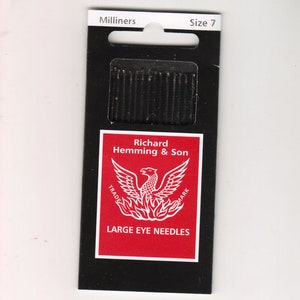 Milliners Size 7
Richard
Hemming & Son
TRADE MARK
LARGE EYE NEEDLES